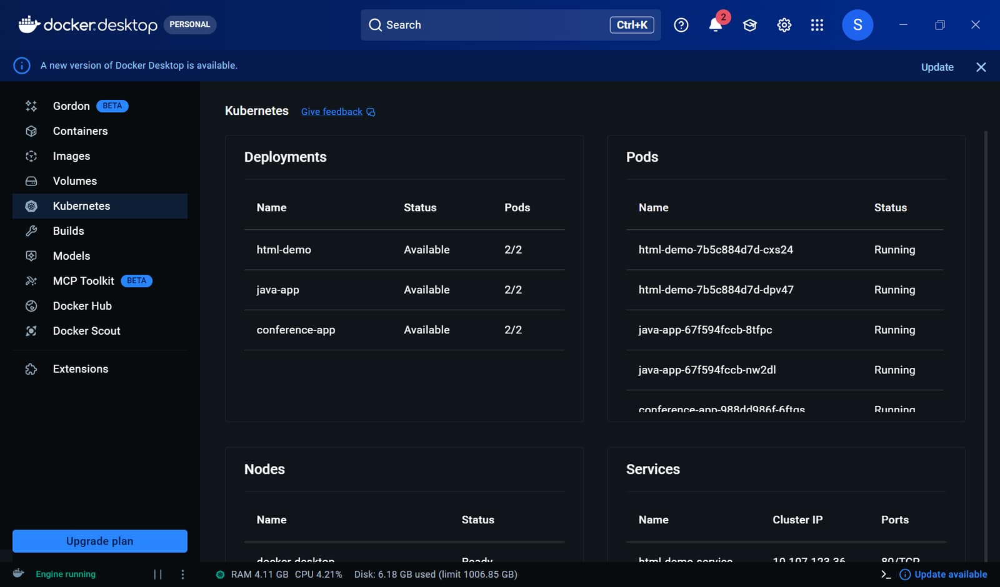 docker desktop PERSONAL
Search Ctrl+K
2
S
A new version of Docker Desktop is available.
Update
Gordon BETA
Containers
Images
Volumes
Kubernetes
Builds
Models
MCP Toolkit BETA
Docker Hub
Docker Scout
Extensions
Upgrade plan
Kubernetes Give feedback
Deployments
Name Status Pods
html-demo Available 2/2
java-app Available 2/2
conference-app Available 2/2
Pods
Name Status
html-demo-7b5c884d7d-cxs24 Running
html-demo-7b5c884d7d-dpv47 Running
java-app-67f594fccb-8tfpc Running
java-app-67f594fccb-nw2dl Running
conference-app-988dd986f-6ftqs Running
Nodes
Name Status
docker-desktop Ready
Services
Name Cluster IP Ports
html-demo-service 10.107.123.36 80/TCP
Engine running
RAM 4.11 GB CPU 4.21% Disk: 6.18 GB used (limit 1006.85 GB)
Update available